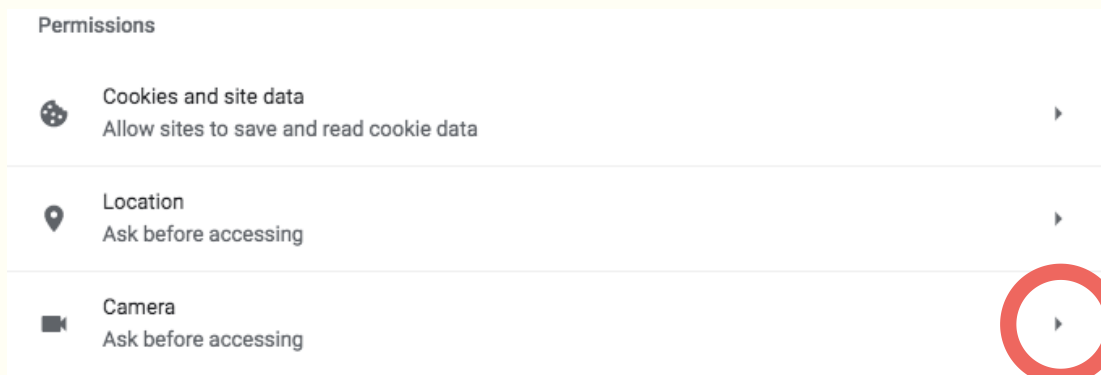 Permissions
Cookies and site data
Allow sites to save and read cookie data
Location
Ask before accessing
Camera
Ask before accessing